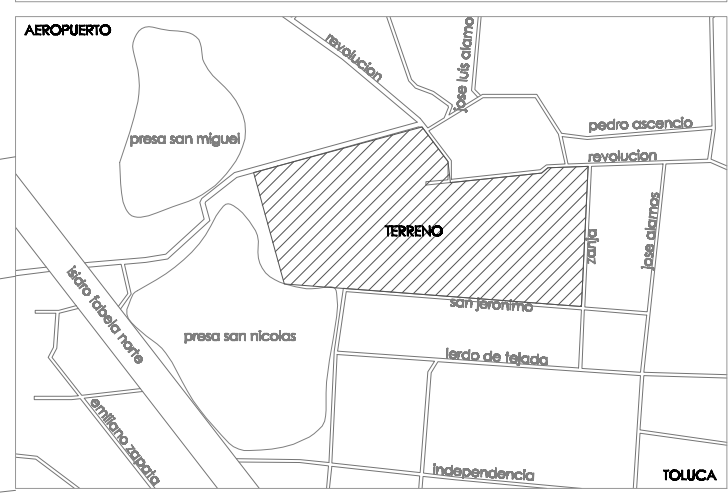 AEROPUERTO
revolucion
jose luis alamo
presa san miguel
pedro ascencio
revolucion
TERRENO
zanja
jose alamos
isidro fabela norte
san jeronimo
presa san nicolas
lerdo de tejada
emiliano zapata
independencia
TOLUCA